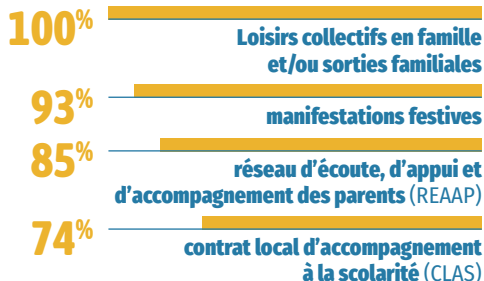 100%
Loisirs collectifs en famille
et/ou sorties familiales
93%
manifestations festives
85%
réseau d'écoute, d'appui et
d'accompagnement des parents (REAAP)
74%
contrat local d'accompagnement
à la scolarité (CLAS)